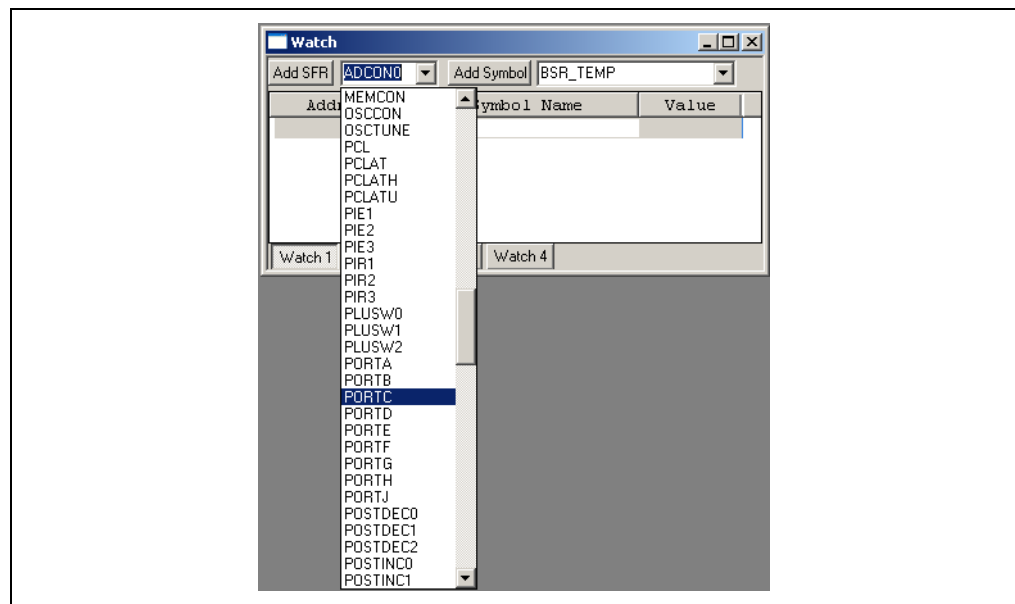 Watch
Add SFR ADCON0 Add Symbol BSR_TEMP
Add ymbol Name Value
MEMCON
OSCCON
OSCTUNE
PCL
PCLAT
PCLATH
PCLATU
PIE1
PIE2
PIE3
PIR1
PIR2
PIR3
PLUSW0
PLUSW1
PLUSW2
PORTA
PORTB
PORTC
PORTD
PORTE
PORTF
PORTG
PORTH
PORTJ
POSTDEC0
POSTDEC1
POSTDEC2
POSTINC0
POSTINC1
Watch 1 Watch 4